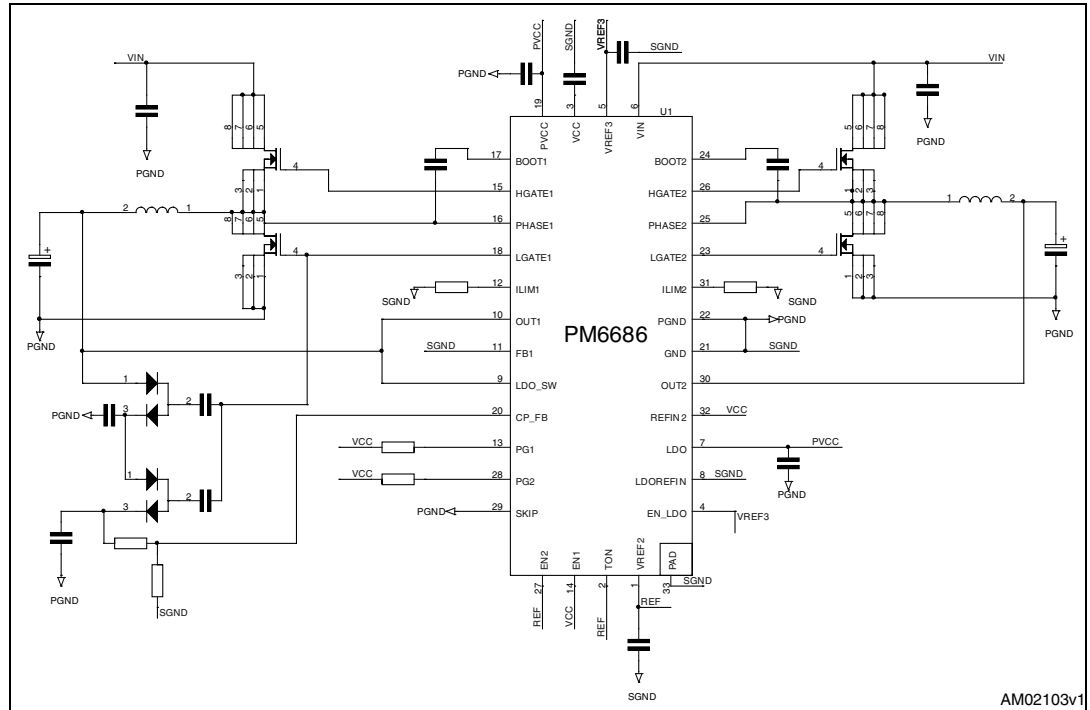 PVCC
SGND
VREF3
SGND
VIN
VIN
PGND
PGND
PGND
19
3
5
6
U1
PVCC
VCC
VREF3
VIN
8 7 6 5
5 6 7 8
17 BOOT1
BOOT2 24
4
4
15 HGATE1
HGATE2 26
3 2 1
1 2 3
2 1
1 2
16 PHASE1
PHASE2 25
8 7 6 5
5 6 7 8
4
18 LGATE1
LGATE2 23
4
3 2 1
1 2 3
SGND
12 ILIM1
ILIM2 31
SGND
PGND
PGND
10 OUT1
PGND 22
PGND
PM6686
SGND
11 FB1
GND 21
SGND
9 LDO_SW
OUT2 30
1
2
3
PGND
20 CP_FB
REFIN2 32
VCC
VCC
13 PG1
LDO 7
PVCC
1
2
3
VCC
28 PG2
LDOREFIN 8
SGND
PGND
PGND
29 SKIP
EN_LDO 4
VREF3
EN2
EN1
TON
VREF2
PAD
PGND
SGND
27
14
2
1
33
SGND
REF
VCC
REF
REF
SGND
AM02103v1